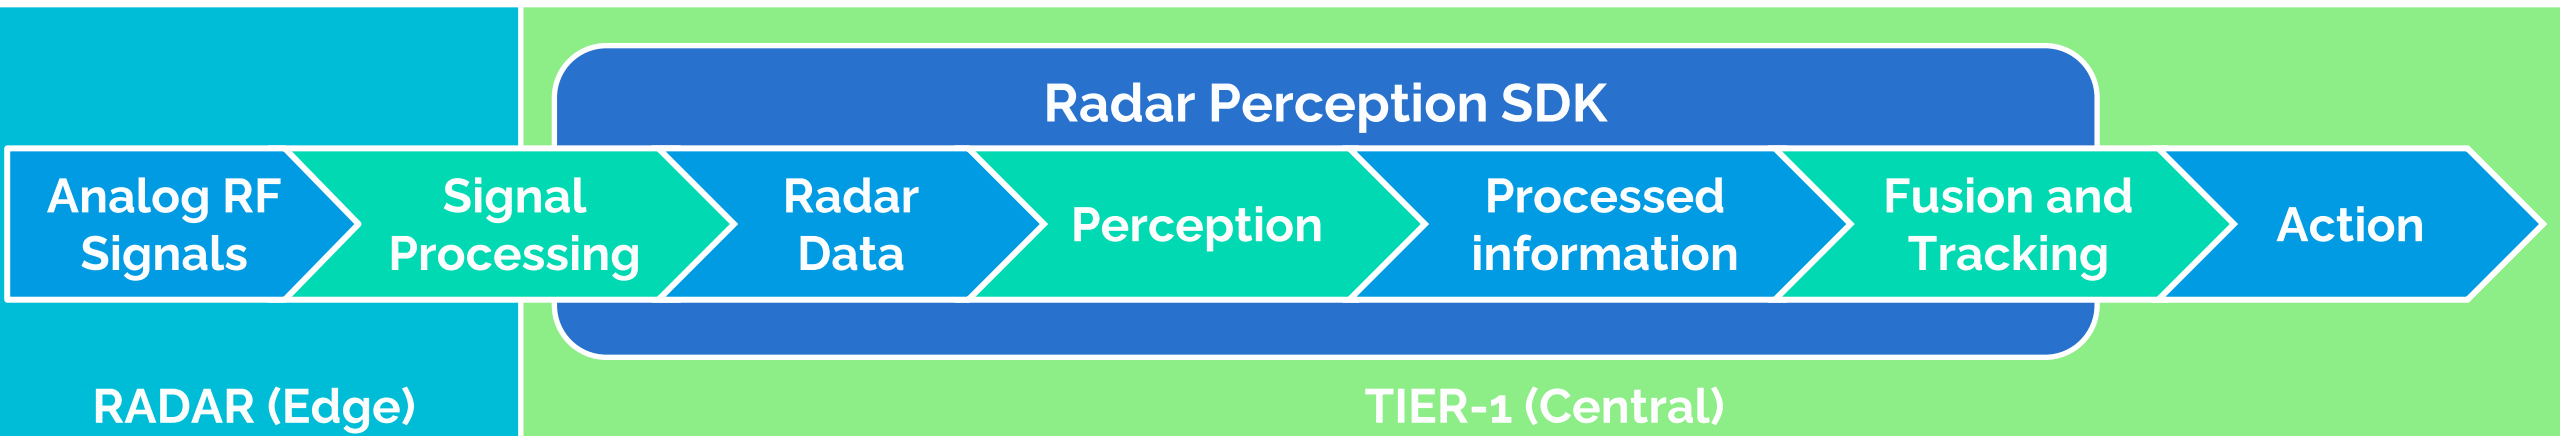 Radar Perception SDK
Analog RF
Signals
Signal
Processing
Radar
Data
Perception
Processed
information
Fusion and
Tracking
Action
RADAR (Edge)
TIER-1 (Central)